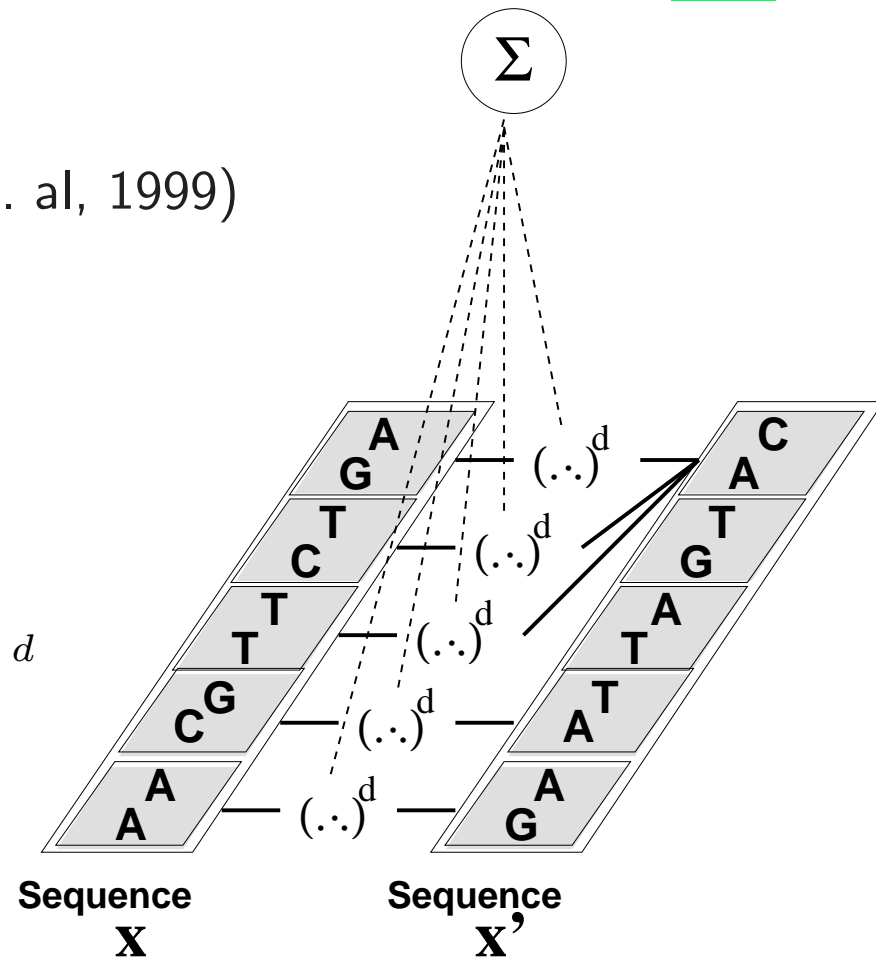 Σ
. al, 1999)
A C
G (.·.)ᵈ A
T T
C (.·.)ᵈ G
T A
d T (.·.)ᵈ T
G T
C (.·.)ᵈ A
A A
A (.·.)ᵈ G
Sequence Sequence
x x’